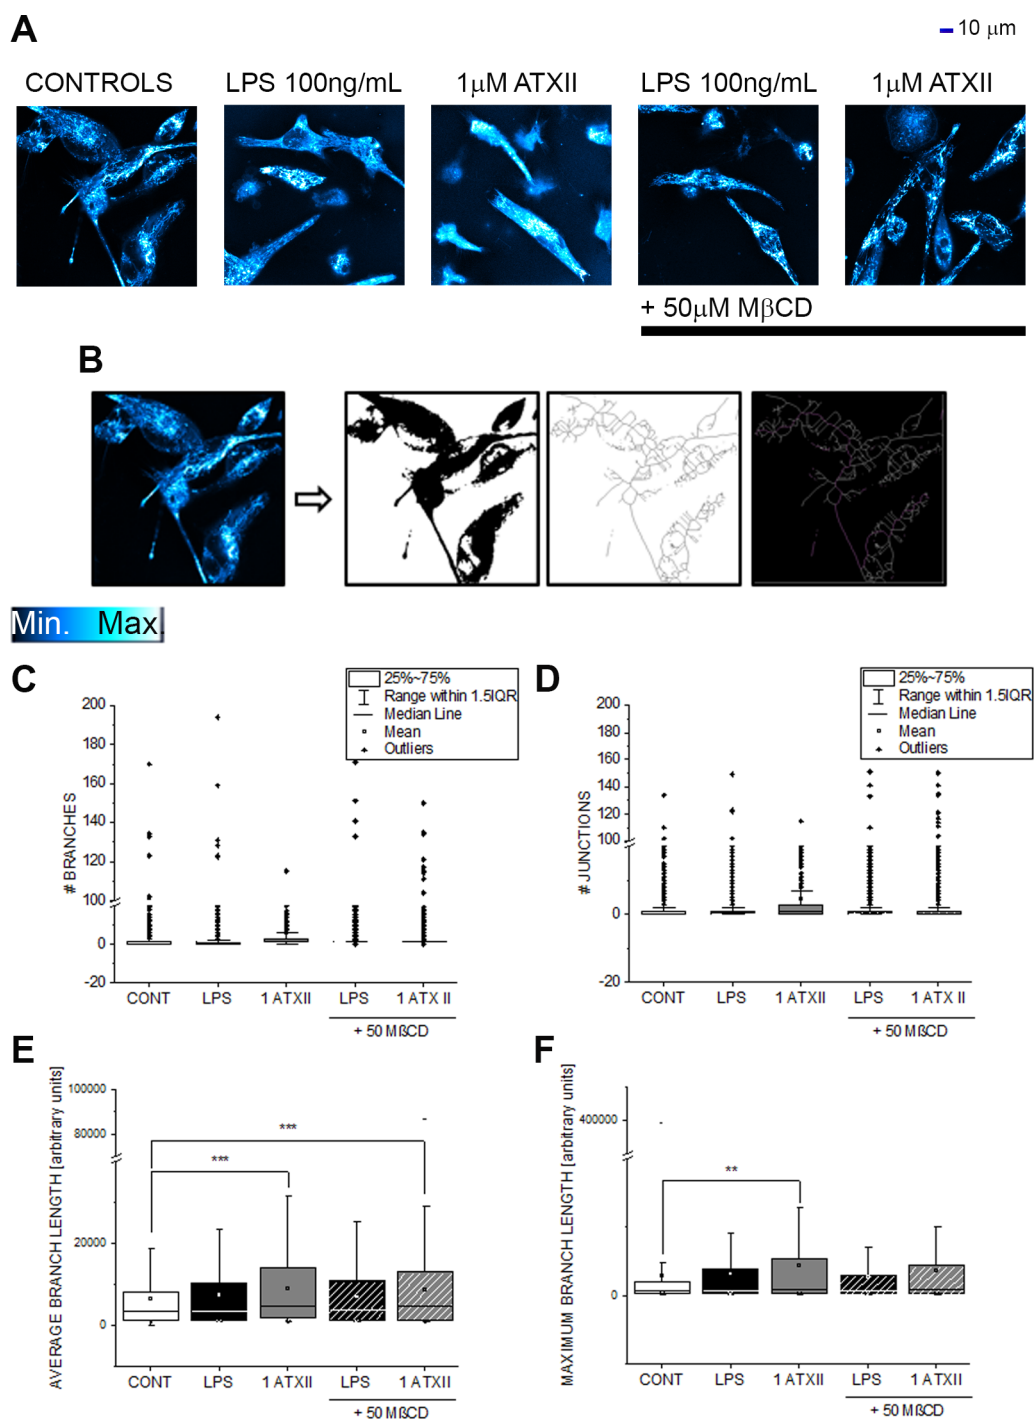 A
10 μm
CONTROLS
LPS 100ng/mL
1μM ATXII
LPS 100ng/mL
1μM ATXII
+ 50μM MβCD
B
Min. Max.
C
25%~75%
Range within 1.5IQR
Median Line
Mean
Outliers
# BRANCHES
200
180
160
140
120
100
0
-20
CONT
LPS
1 ATXII
LPS
1 ATX II
+ 50 MßCD
D
25%~75%
Range within 1.5IQR
Median Line
Mean
Outliers
# JUNCTIONS
200
180
160
140
120
100
0
-20
CONT
LPS
1 ATXII
LPS
1 ATX II
+ 50 MßCD
E
AVERAGE BRANCH LENGTH [arbitrary units]
100000
80000
20000
0
***
***
CONT
LPS
1 ATXII
LPS
1 ATXII
+ 50 MßCD
F
MAXIMUM BRANCH LENGTH [arbitrary units]
400000
0
**
CONT
LPS
1 ATXII
LPS
1 ATXII
+ 50 MßCD